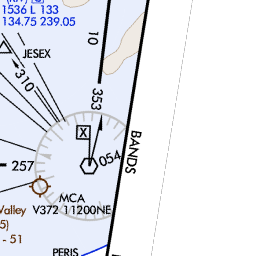 1536 L 133
134.75 239.05
JESEX
10
310
353
X
054
BANDS
257
MCA
V372 11200NE
Valley
5)
- 51
PERIS